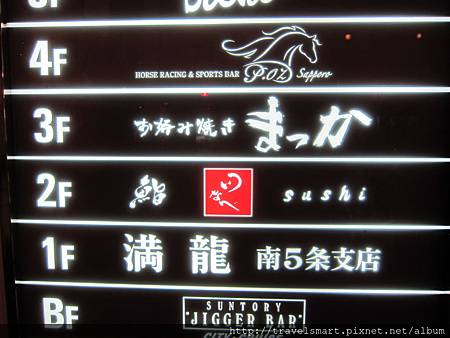 4F HORSE RACING & SPORTS BAR P-OZ Sapporo
3F お好み焼き まっか
2F 鮨 sushi
1F 満龍 南5条支店
BF SUNTORY "JIGGER BAR"
http://travelsmart.pixnet.net/album